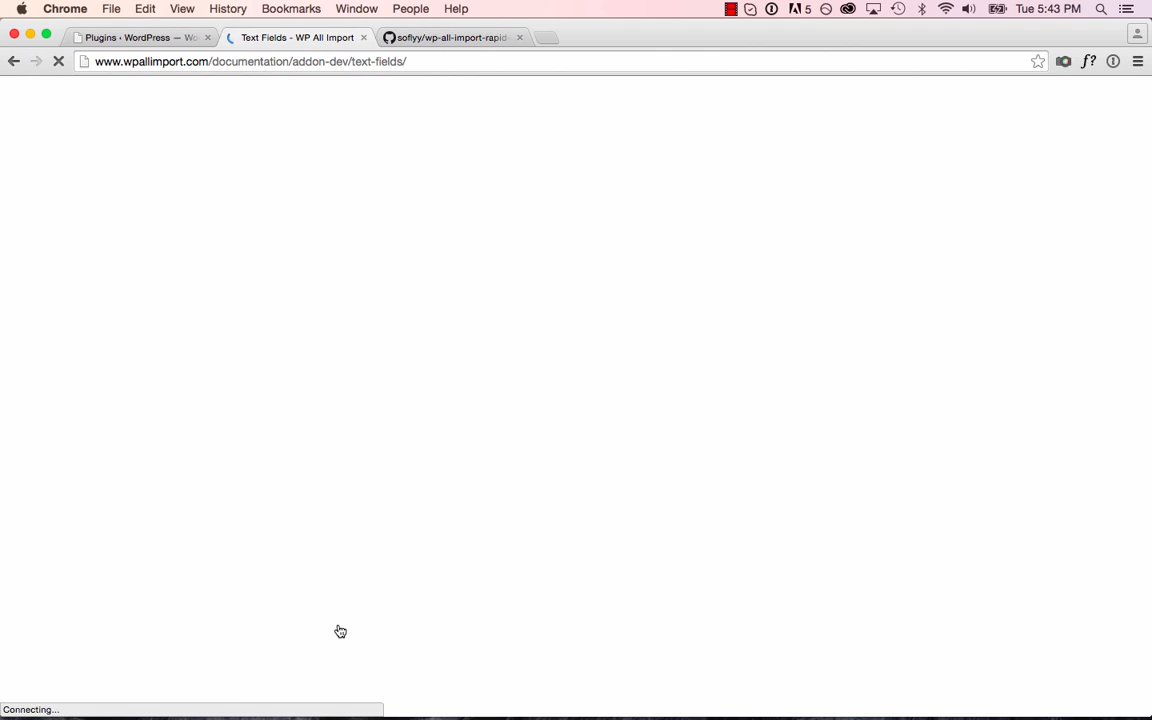 Chrome File Edit View History Bookmarks Window People Help 5 Tue 5:43 PM
Plugins ‹ WordPress — Wo Text Fields - WP All Import soflyy/wp-all-import-rapid-
www.wpallimport.com/documentation/addon-dev/text-fields/ f?
Connecting...